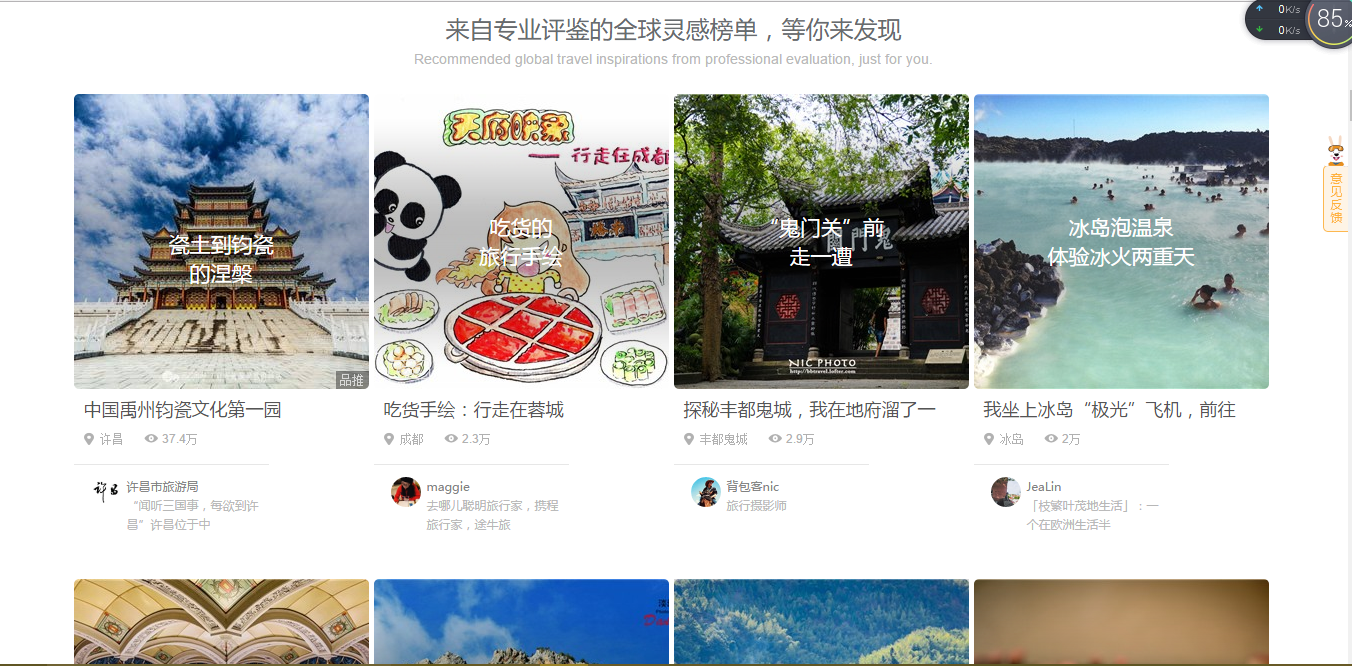 来自专业评鉴的全球灵感榜单，等你来发现
Recommended global travel inspirations from professional evaluation, just for you.
0K/s
0K/s
85%
意见反馈
瓷土到钧瓷
的涅槃
品推
天府映象
—— 行走在成都
吃货的
旅行手绘
鬼門關
“鬼门关”前
走一遭
NIC PHOTO
http://bbtravel.lofter.com
冰岛泡温泉
体验冰火两重天
中国禹州钧瓷文化第一园
许昌 37.4万
许昌
许昌市旅游局
“闻听三国事，每欲到许
昌”许昌位于中
吃货手绘：行走在蓉城
成都 2.3万
maggie
去哪儿聪明旅行家，携程
旅行家，途牛旅
探秘丰都鬼城，我在地府溜了一
丰都鬼城 2.9万
背包客nic
旅行摄影师
我坐上冰岛“极光”飞机，前往
冰岛 2万
JeaLin
「枝繁叶茂地生活」：一
个在欧洲生活半